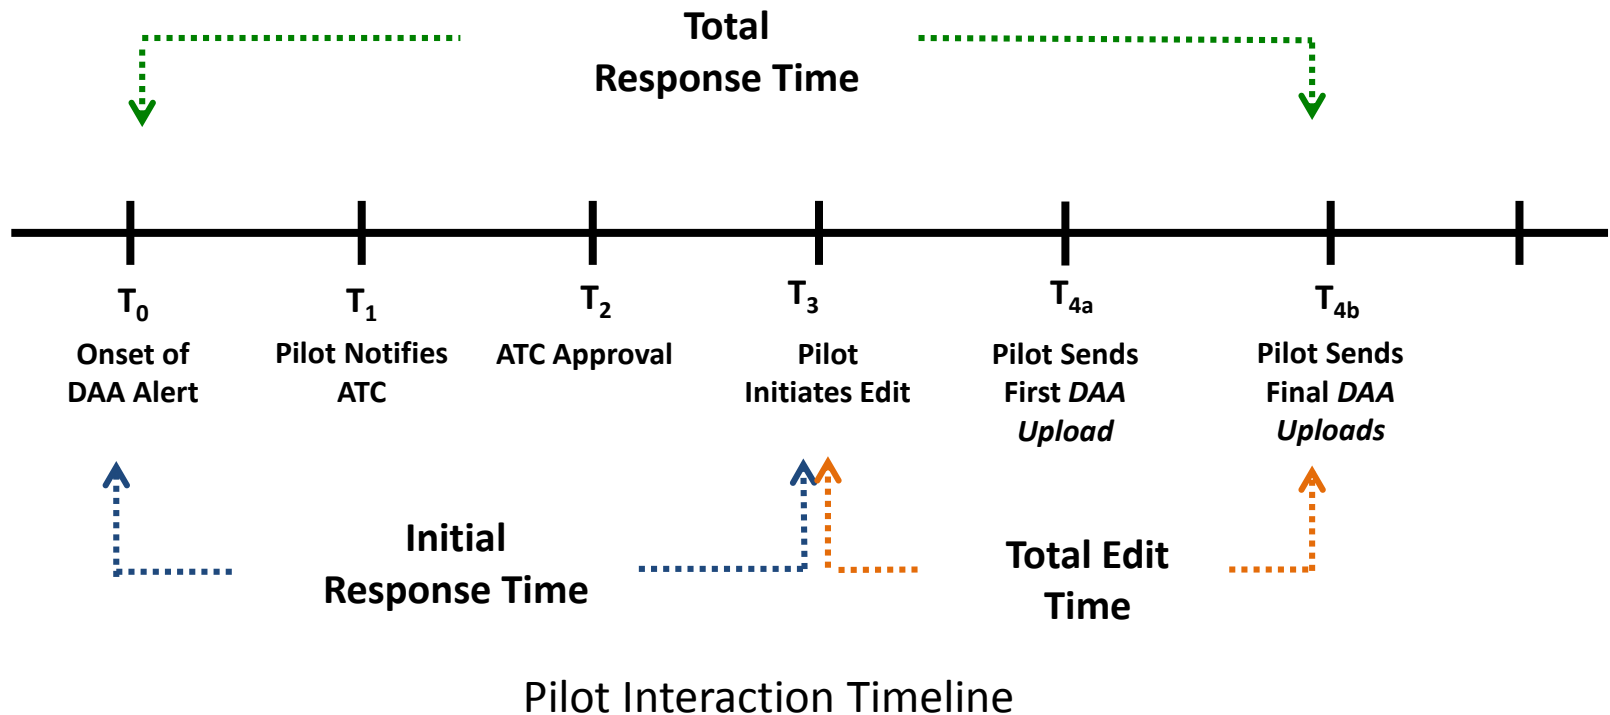 Total
Response Time
T0
Onset of
DAA Alert
T1
Pilot Notifies
ATC
T2
ATC Approval
T3
Pilot
Initiates Edit
T4a
Pilot Sends
First DAA
Upload
T4b
Pilot Sends
Final DAA
Uploads
Initial
Response Time
Total Edit
Time
Pilot Interaction Timeline